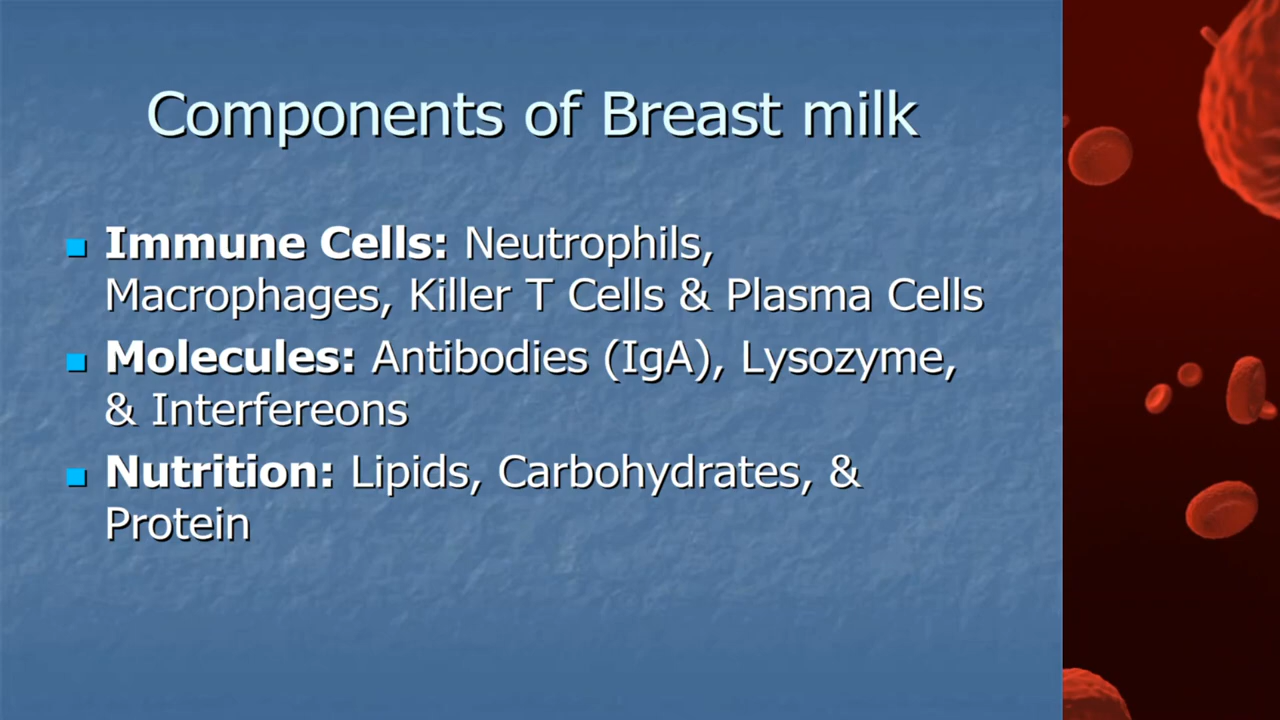 Components of Breast milk
Immune Cells: Neutrophils,
Macrophages, Killer T Cells & Plasma Cells
Molecules: Antibodies (IgA), Lysozyme,
& Interfereons
Nutrition: Lipids, Carbohydrates, &
Protein